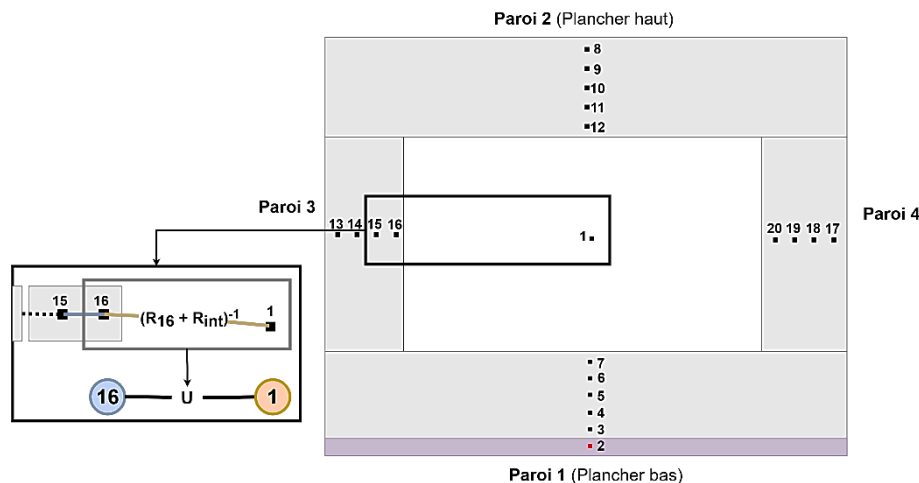 Paroi 2 (Plancher haut)
8
9
10
11
12
Paroi 3
13 14 15 16
1
20 19 18 17
Paroi 4
15 16 1
(R16 + Rint)-1
16 U 1
7
6
5
4
3
2
Paroi 1 (Plancher bas)